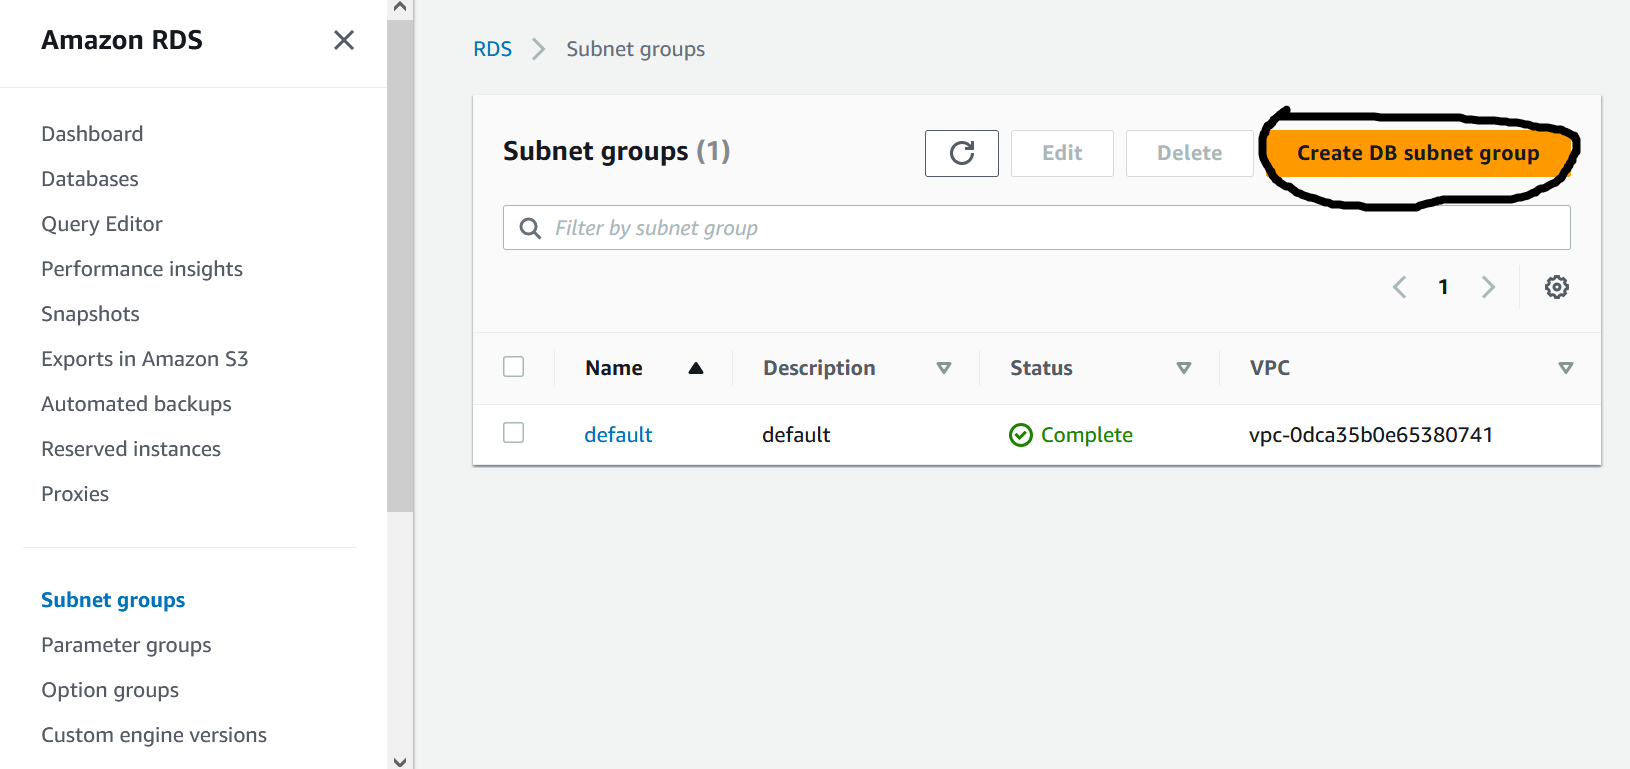 Amazon RDS
Dashboard
Databases
Query Editor
Performance insights
Snapshots
Exports in Amazon S3
Automated backups
Reserved instances
Proxies
Subnet groups
Parameter groups
Option groups
Custom engine versions
RDS > Subnet groups
Subnet groups (1)
Edit Delete Create DB subnet group
Filter by subnet group
1
Name Description Status VPC
default default Complete vpc-0dca35b0e65380741